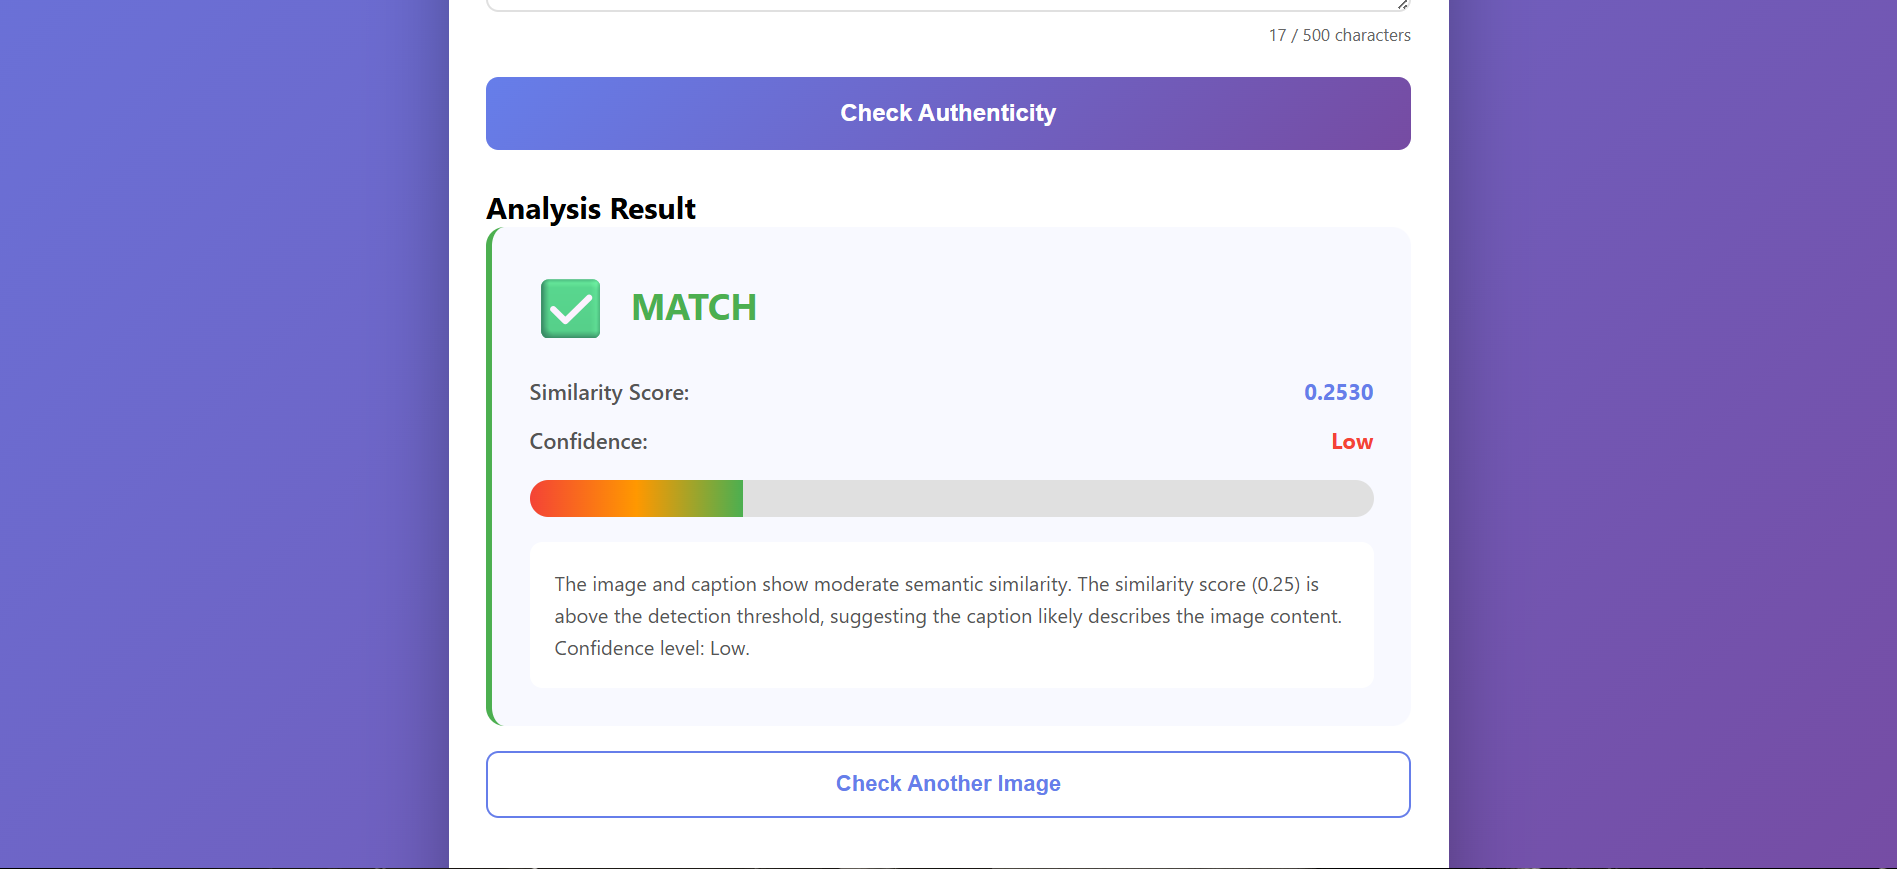 17 / 500 characters
Check Authenticity
Analysis Result
MATCH
Similarity Score:
0.2530
Confidence:
Low
The image and caption show moderate semantic similarity. The similarity score (0.25) is
above the detection threshold, suggesting the caption likely describes the image content.
Confidence level: Low.
Check Another Image